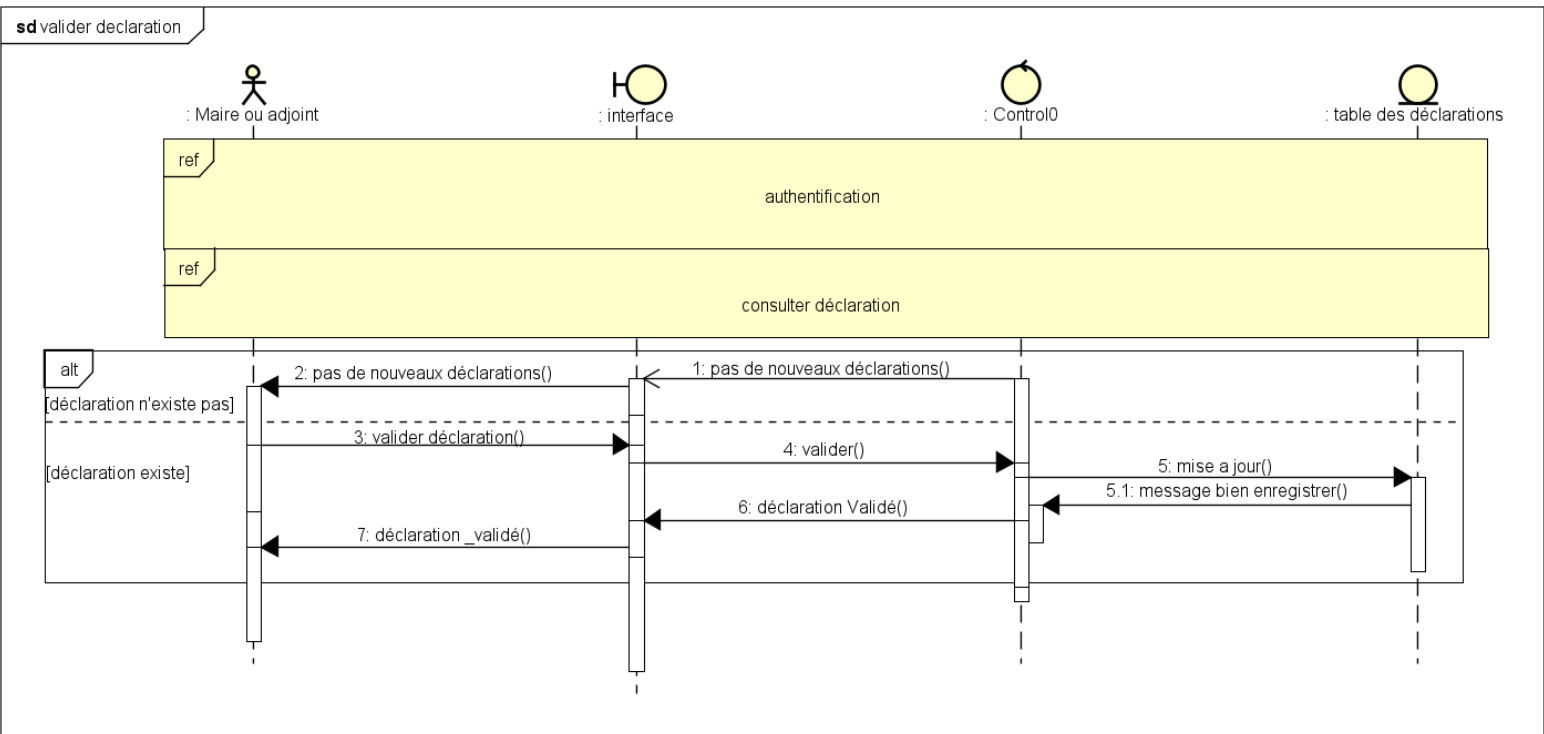 sd valider declaration
: Maire ou adjoint
: interface
: Control0
: table des déclarations
ref
authentification
ref
consulter déclaration
alt
2: pas de nouveaux déclarations()
1: pas de nouveaux déclarations()
[déclaration n'existe pas]
3: valider déclaration()
4: valider()
[déclaration existe]
5: mise a jour()
5.1: message bien enregistrer()
6: déclaration Validé()
7: déclaration _validé()